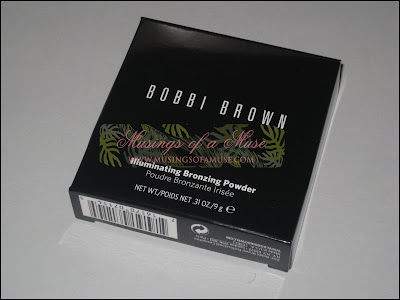 BOBBI BROWN
Musings of a Muse
WWW.MUSINGSOFAMUSE.COM
Illuminating Bronzing Powder
Poudre Bronzante Irisée
NET WT./POIDS NET .31 OZ/9 g ℮